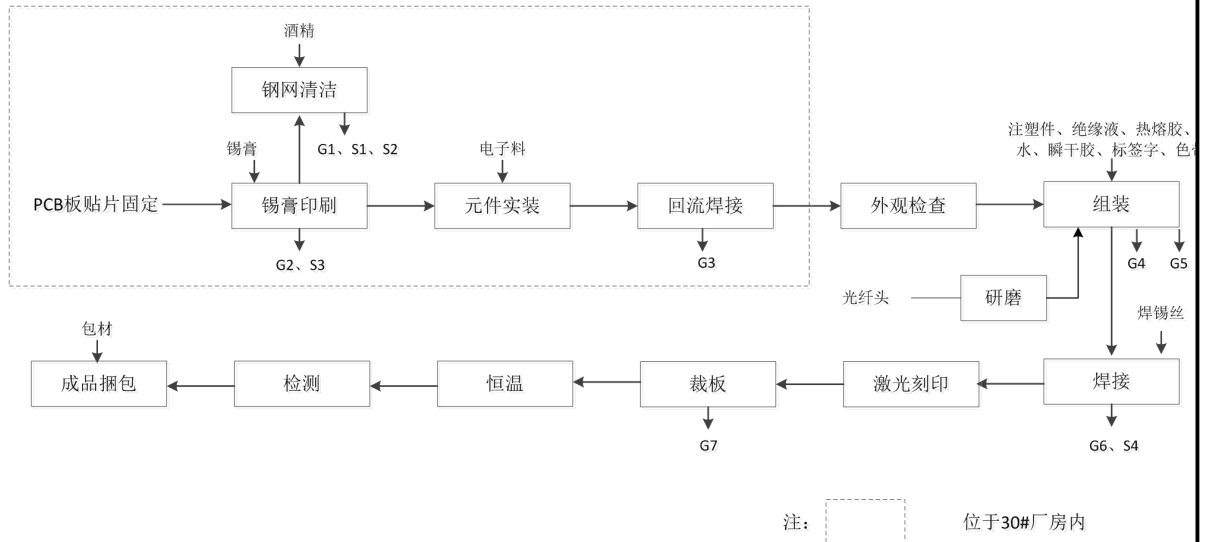 酒精
钢网清洁
G1、S1、S2
锡膏
电子料
注塑件、绝缘液、热熔胶、
水、瞬干胶、标签字、色
PCB板贴片固定
锡膏印刷
元件实装
回流焊接
外观检查
组装
G2、S3
G3
G4
G5
光纤头
研磨
焊锡丝
包材
成品捆包
检测
恒温
裁板
激光刻印
焊接
G7
G6、S4
注：
位于30#厂房内